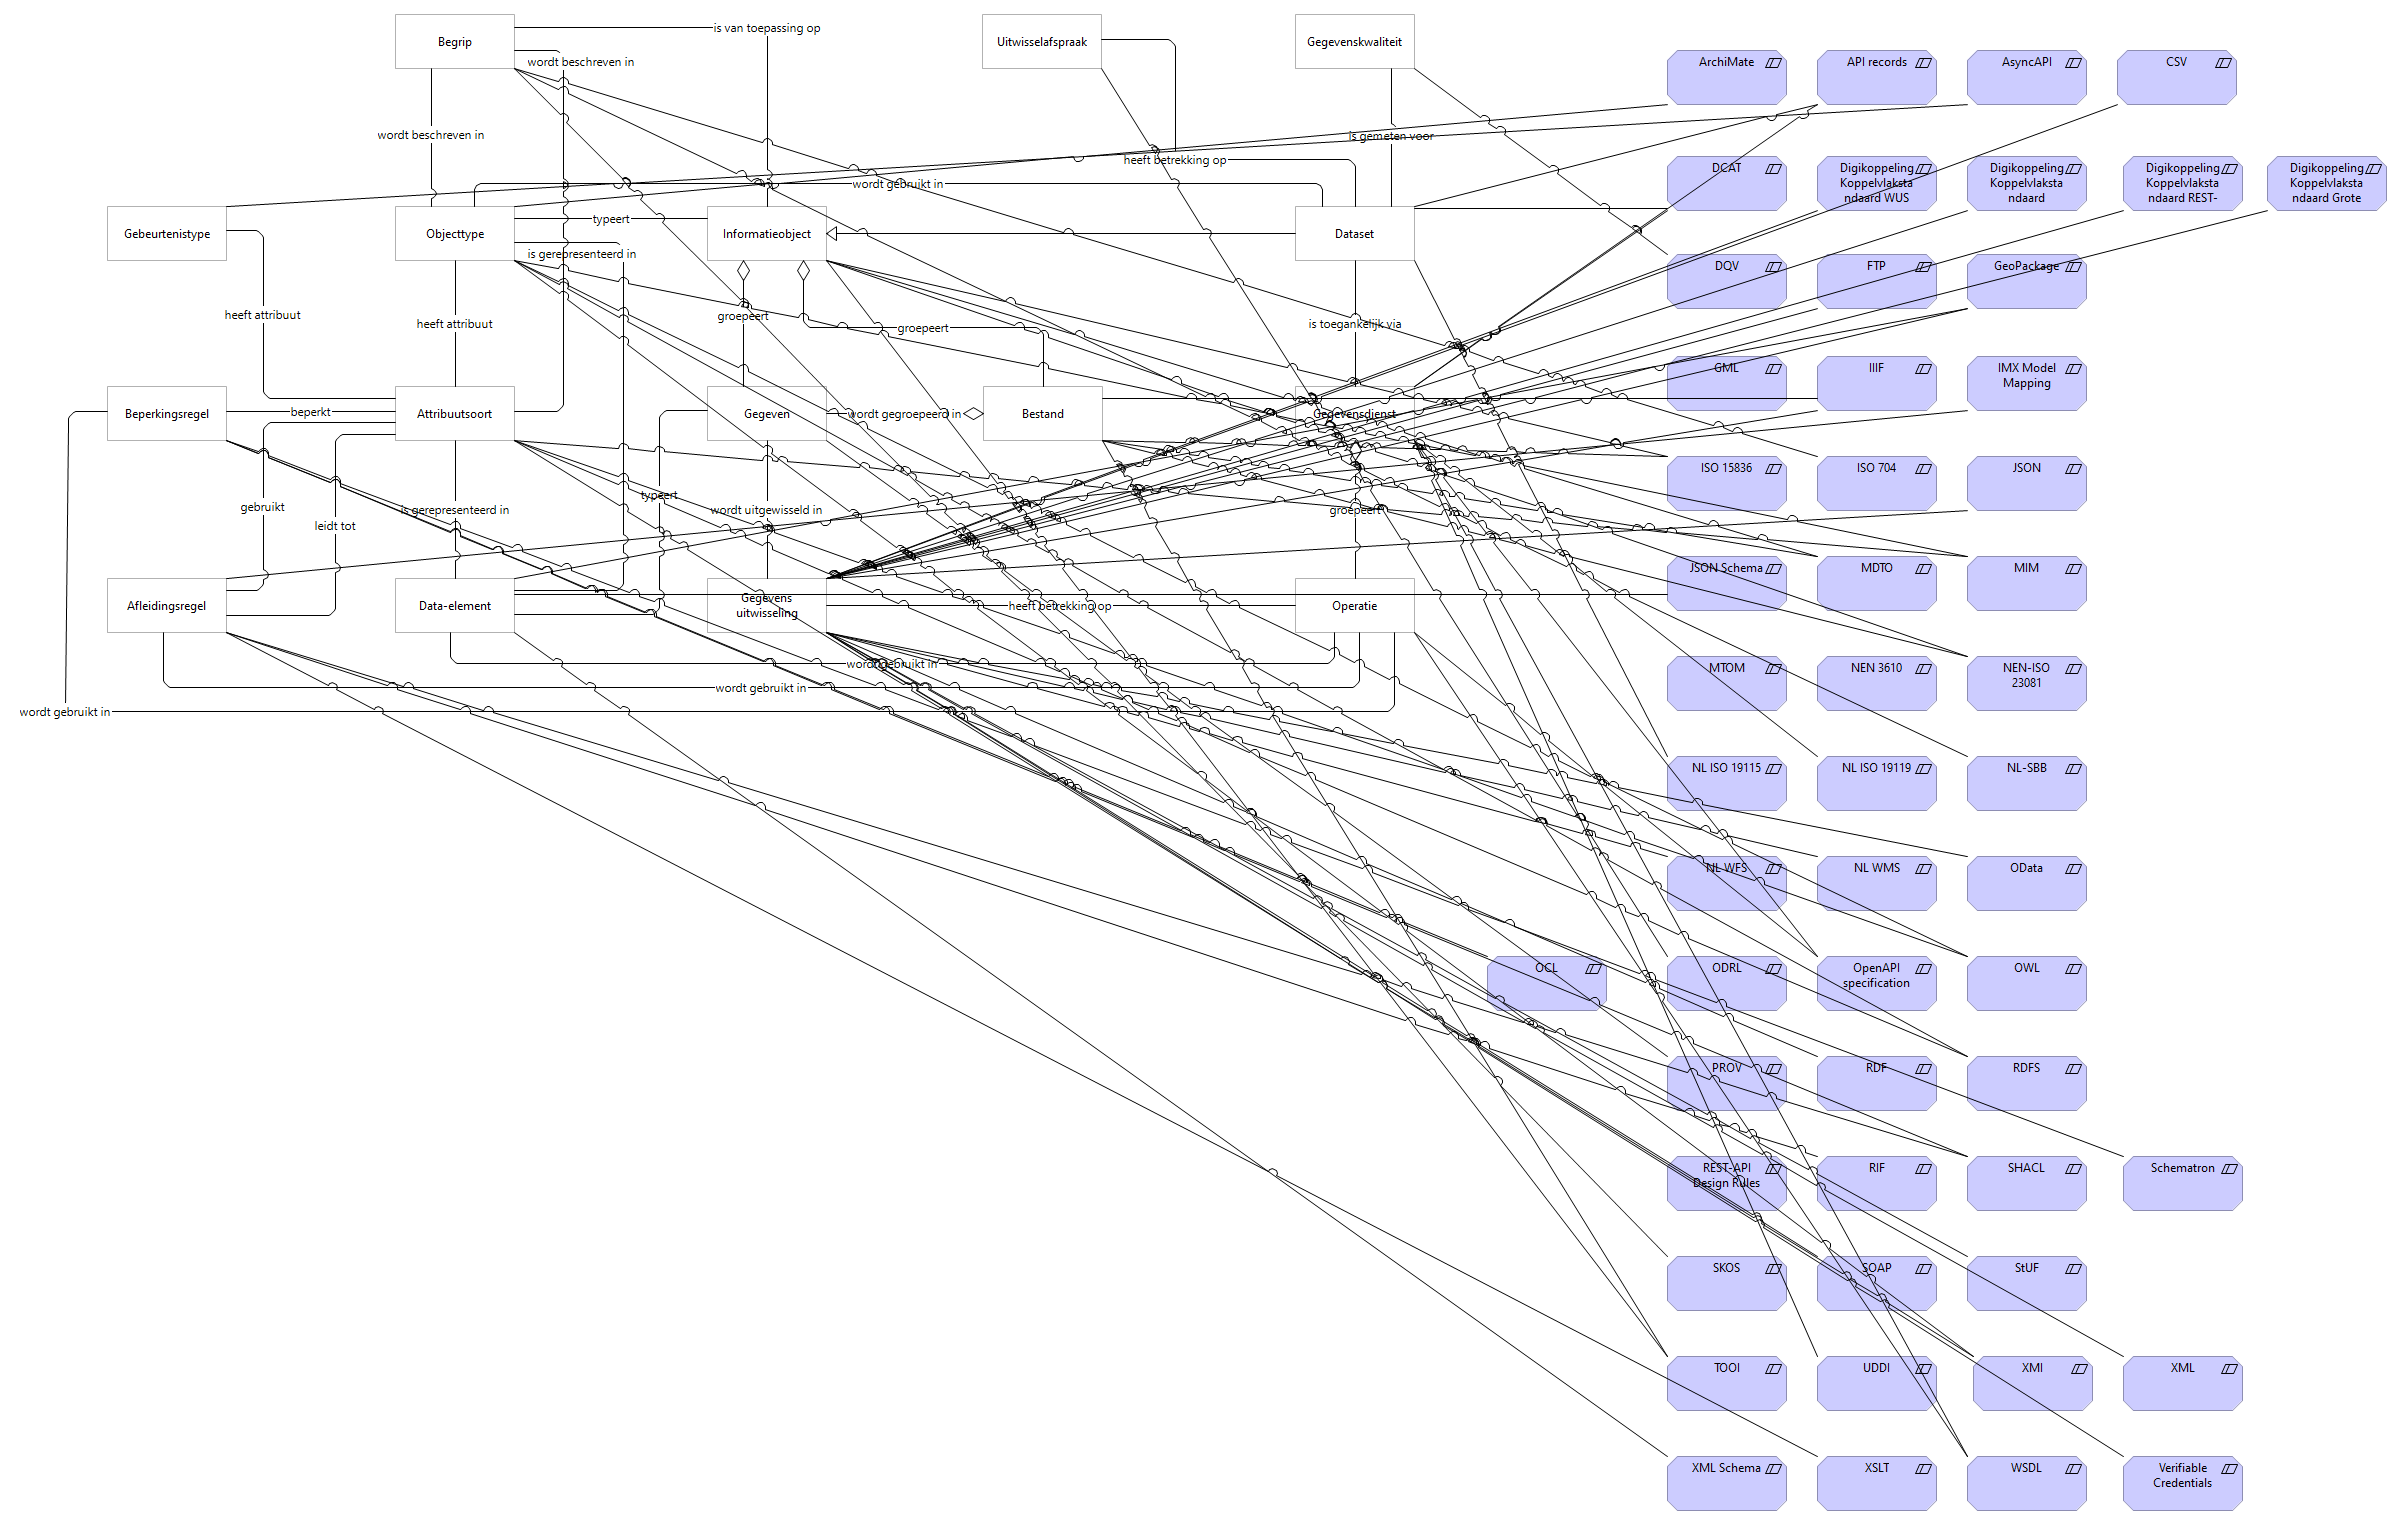 is van toepassing op
Begrip
Uitwisselafspraak
Gegevenskwaliteit
wordt beschreven in
ArchiMate
API records
AsyncAPI
CSV
wordt beschreven in
is gemeten voor
heeft betrekking op
wordt gebruikt in
DCAT
Digikoppeling
Koppelvlaksta
ndaard WUS
Digikoppeling
Koppelvlaksta
ndaard
Digikoppeling
Koppelvlaksta
ndaard REST-
Digikoppeling
Koppelvlaksta
ndaard Grote
typeert
Gebeurtenistype
Objecttype
Informatieobject
Dataset
is gerepresenteerd in
DQV
FTP
GeoPackage
heeft attribuut
heeft attribuut
groepeert
groepeert
is toegankelijk via
GML
IIIF
IMX Model
Mapping
Beperkingsregel
beperkt
Attribuutsoort
Gegeven
wordt gegroepeerd in
Bestand
Gegevensdienst
ISO 15836
ISO 704
JSON
gebruikt
leidt tot
is gerepresenteerd in
typeert
wordt uitgewisseld in
groepeert
JSON Schema
MDTO
MIM
Afleidingsregel
Data-element
Gegevens
uitwisseling
heeft betrekking op
Operatie
wordt gebruikt in
wordt gebruikt in
wordt gebruikt in
MTOM
NEN 3610
NEN-ISO
23081
NL ISO 19115
NL ISO 19119
NL-SBB
NL WFS
NL WMS
OData
OCL
ODRL
OpenAPI
specification
OWL
PROV
RDF
RDFS
REST-API
Design Rules
RIF
SHACL
Schematron
SKOS
SOAP
StUF
TOOI
UDDI
XMI
XML
XML Schema
XSLT
WSDL
Verifiable
Credentials